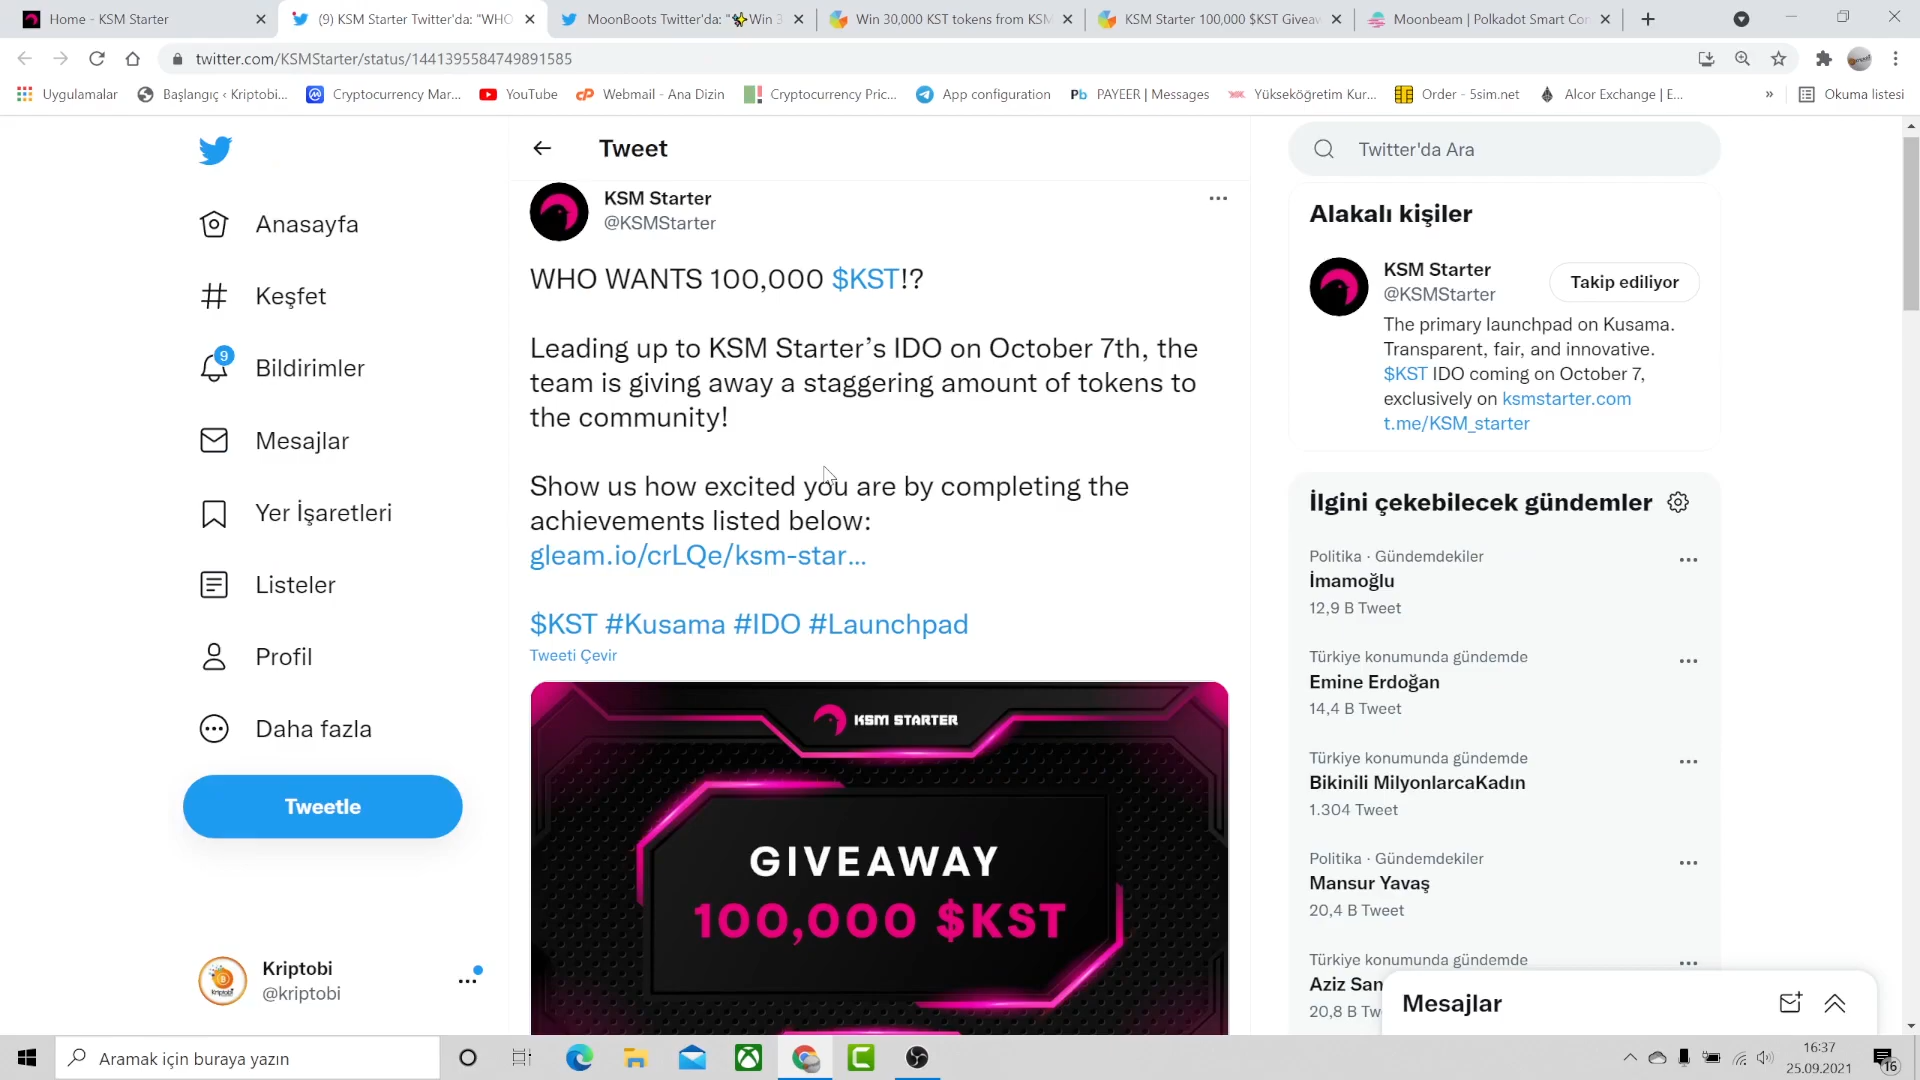 Home - KSM Starter
(9) KSM Starter Twitter'da: "WHO
MoonBoots Twitter'da: "✨Win 3
Win 30,000 KST tokens from KSM
KSM Starter 100,000 $KST Giveaw
Moonbeam | Polkadot Smart Con
twitter.com/KSMStarter/status/1441395584749891585
Uygulamalar
Başlangıç ‹ Kriptobi...
Cryptocurrency Mar...
YouTube
Webmail - Ana Dizin
Cryptocurrency Pric...
App configuration
Pb PAYEER | Messages
Yükseköğretim Kur...
Order - 5sim.net
Alcor Exchange | E...
»
Okuma listesi
Anasayfa
Keşfet
9
Bildirimler
Mesajlar
Yer İşaretleri
Listeler
Profil
Daha fazla
Tweetle
Kriptobi
@kriptobi
Tweet
KSM Starter
@KSMStarter
WHO WANTS 100,000 $KST!?
Leading up to KSM Starter's IDO on October 7th, the
team is giving away a staggering amount of tokens to
the community!
Show us how excited you are by completing the
achievements listed below:
gleam.io/crLQe/ksm-star...
$KST #Kusama #IDO #Launchpad
Tweeti Çevir
KSM STARTER
GIVEAWAY
100,000 $KST
Twitter'da Ara
Alakalı kişiler
KSM Starter
@KSMStarter
Takip ediliyor
The primary launchpad on Kusama.
Transparent, fair, and innovative.
$KST IDO coming on October 7,
exclusively on ksmstarter.com
t.me/KSM_starter
İlgini çekebilecek gündemler
Politika · Gündemdekiler
İmamoğlu
12,9 B Tweet
Türkiye konumunda gündemde
Emine Erdoğan
14,4 B Tweet
Türkiye konumunda gündemde
Bikinili MilyonlarcaKadın
1.304 Tweet
Politika · Gündemdekiler
Mansur Yavaş
20,4 B Tweet
Türkiye konumunda gündemde
Aziz San
20,8 B Tw
Mesajlar
Aramak için buraya yazın
16:37
25.09.2021
16